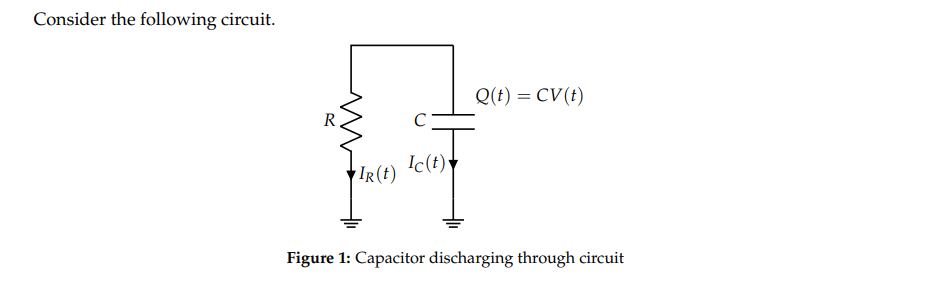 Consider the following circuit.
Q(t) = CV(t)
R
C
I_R(t)
I_C(t)
Figure 1: Capacitor discharging through circuit